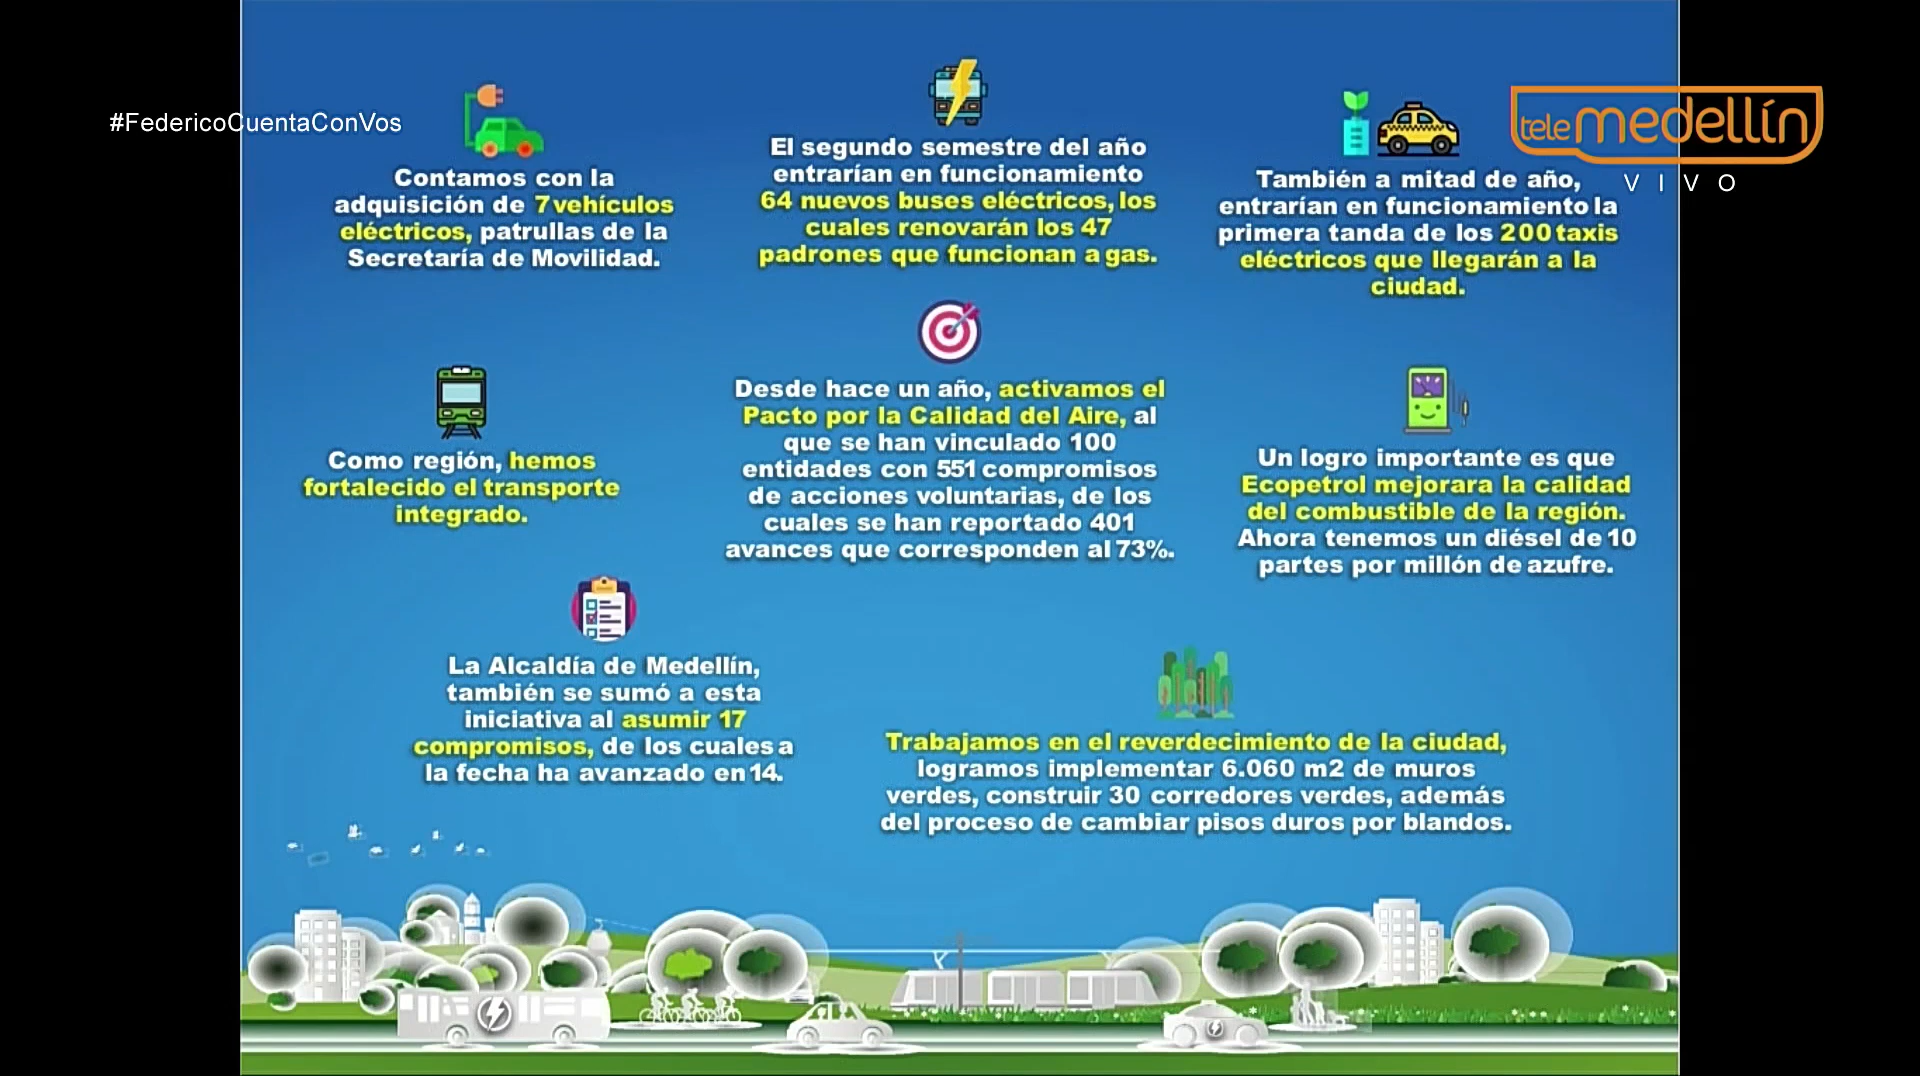 #FedericoCuentaConVos
telemedellín
VIVO
Contamos con la
adquisición de 7 vehículos
eléctricos, patrullas de la
Secretaría de Movilidad.
El segundo semestre del año
entrarían en funcionamiento
64 nuevos buses eléctricos, los
cuales renovarán los 47
padrones que funcionan a gas.
También a mitad de año,
entrarían en funcionamiento la
primera tanda de los 200 taxis
eléctricos que llegarán a la
ciudad.
Como región, hemos
fortalecido el transporte
integrado.
Desde hace un año, activamos el
Pacto por la Calidad del Aire, al
que se han vinculado 100
entidades con 551 compromisos
de acciones voluntarias, de los
cuales se han reportado 401
avances que corresponden al 73%.
Un logro importante es que
Ecopetrol mejorara la calidad
del combustible de la región.
Ahora tenemos un diésel de 10
partes por millón de azufre.
La Alcaldía de Medellín,
también se sumó a esta
iniciativa al asumir 17
compromisos, de los cuales a
la fecha ha avanzado en 14.
Trabajamos en el reverdecimiento de la ciudad,
logramos implementar 6.060 m2 de muros
verdes, construir 30 corredores verdes, además
del proceso de cambiar pisos duros por blandos.